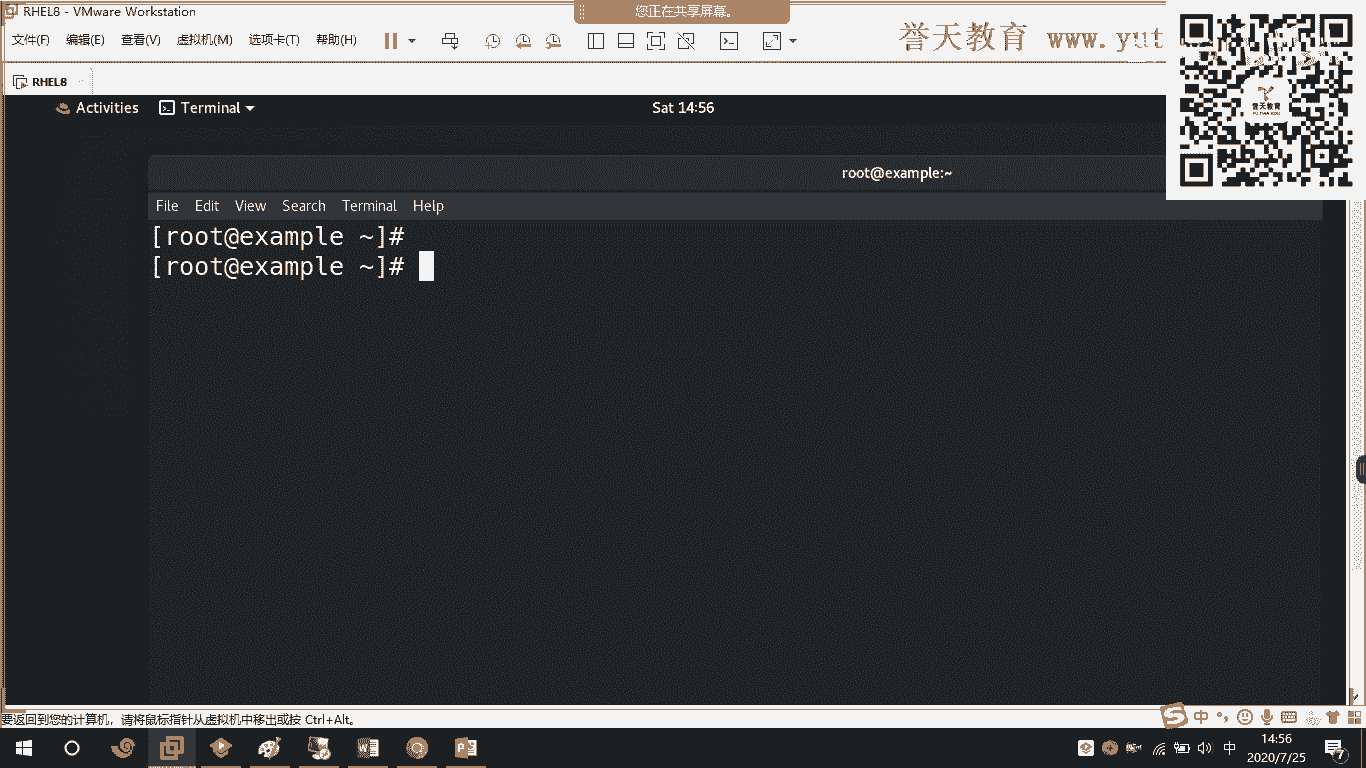 RHEL8 - VMware Workstation
您正在共享屏幕。
文件(F) 编辑(E) 查看(V) 虚拟机(M) 选项卡(T) 帮助(H)
誉天教育 www.yut
RHEL8
誉天教育
Activities Terminal Sat 14:56
root@example:~
File Edit View Search Terminal Help
[root@example ~]#
[root@example ~]#
要返回到您的计算机，请将鼠标指针从虚拟机中移出或按 Ctrl+Alt。
中
中 14:56
2020/7/25
7